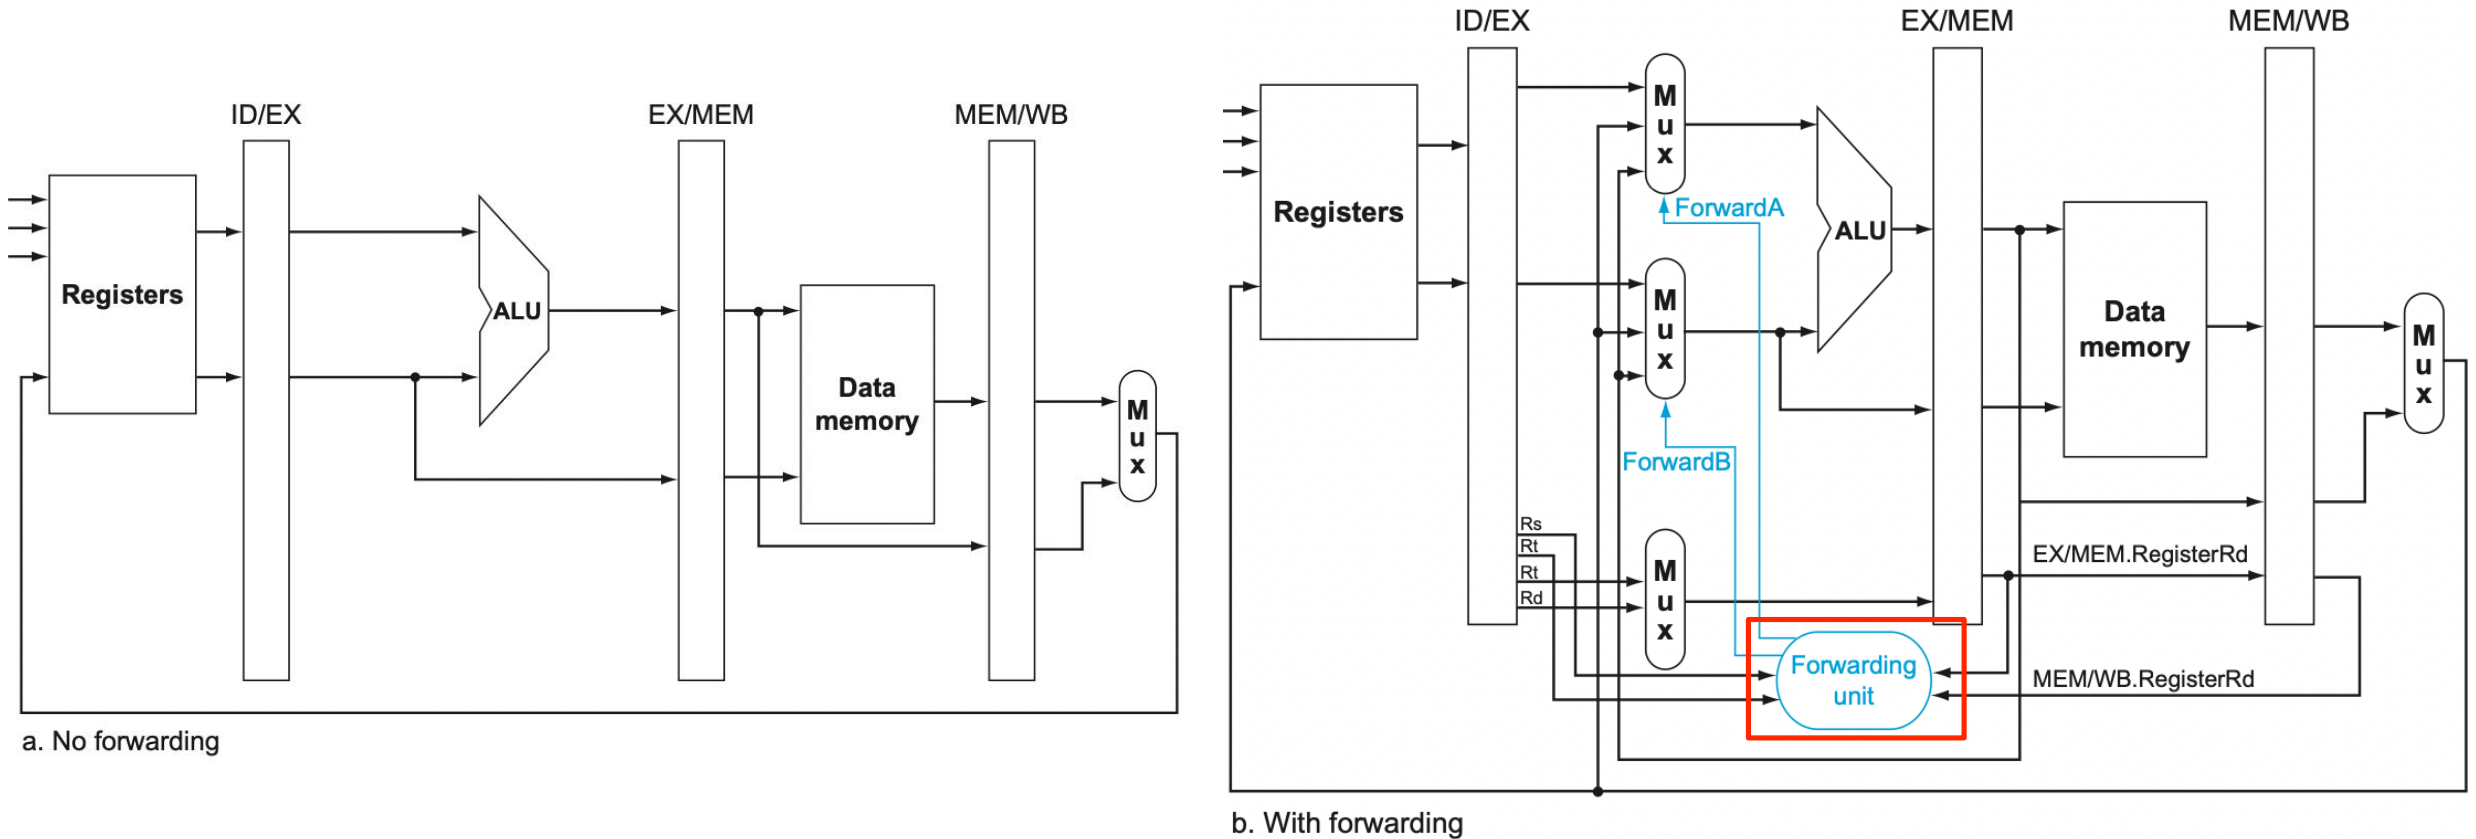 ID/EX
EX/MEM
MEM/WB
Registers
ALU
Data
memory
M
u
x
a. No forwarding
ID/EX
EX/MEM
MEM/WB
Registers
M
u
x
ForwardA
M
u
x
ForwardB
ALU
Data
memory
M
u
x
Rs
Rt
Rt
Rd
M
u
x
EX/MEM.RegisterRd
Forwarding
unit
MEM/WB.RegisterRd
b. With forwarding